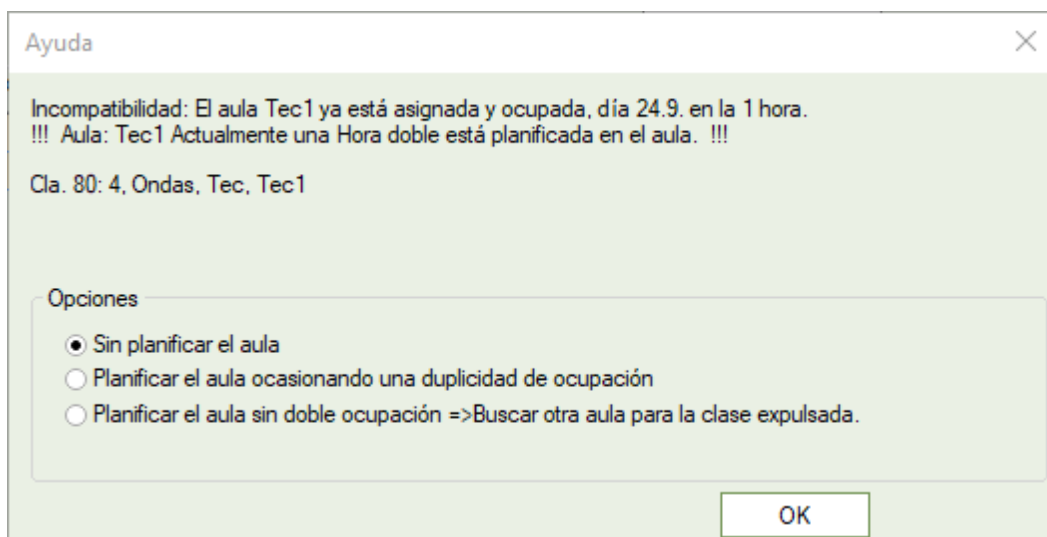 Ayuda
Incompatibilidad: El aula Tec1 ya está asignada y ocupada, día 24.9. en la 1 hora.
!!! Aula: Tec1 Actualmente una Hora doble está planificada en el aula. !!!
Cla. 80: 4, Ondas, Tec, Tec1
Opciones
Sin planificar el aula
Planificar el aula ocasionando una duplicidad de ocupación
Planificar el aula sin doble ocupación =>Buscar otra aula para la clase expulsada.
OK